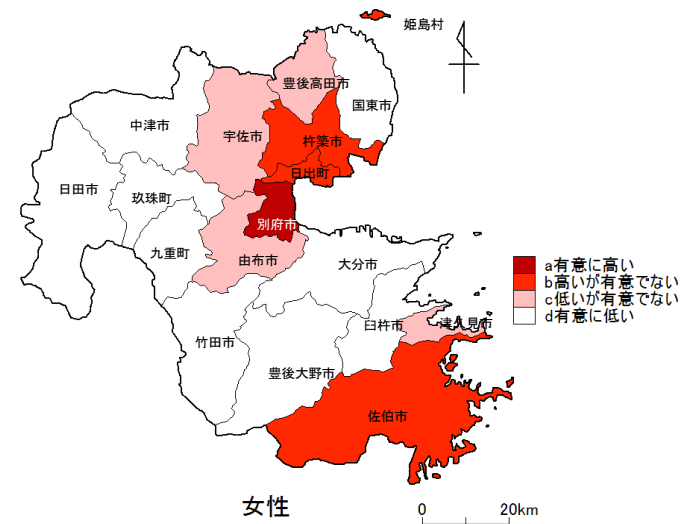 姫島村
豊後高田市
国東市
中津市
宇佐市
杵築市
日出町
日田市
玖珠町
別府市
九重町
由布市
大分市
a有意に高い
b高いが有意でない
c低いが有意でない
d有意に低い
臼杵市
津久見市
竹田市
豊後大野市
佐伯市
女性
0 20km